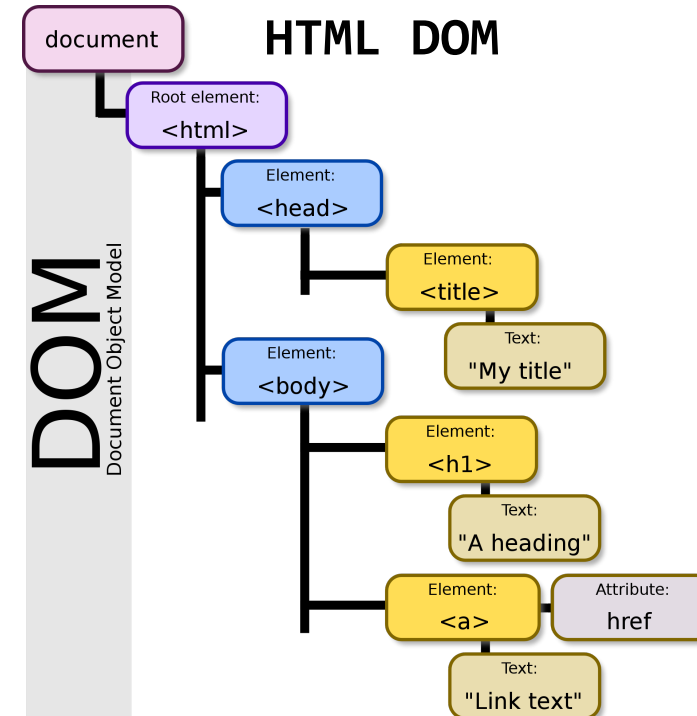 document
HTML DOM
Root element:
<html>
Element:
<head>
Element:
<title>
Text:
"My title"
DOM
Document Object Model
Element:
<body>
Element:
<h1>
Text:
"A heading"
Element:
<a>
Attribute:
href
Text:
"Link text"